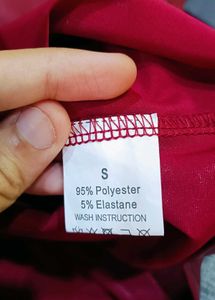 S
95% Polyester
5% Elastane
WASH INSTRUCTION